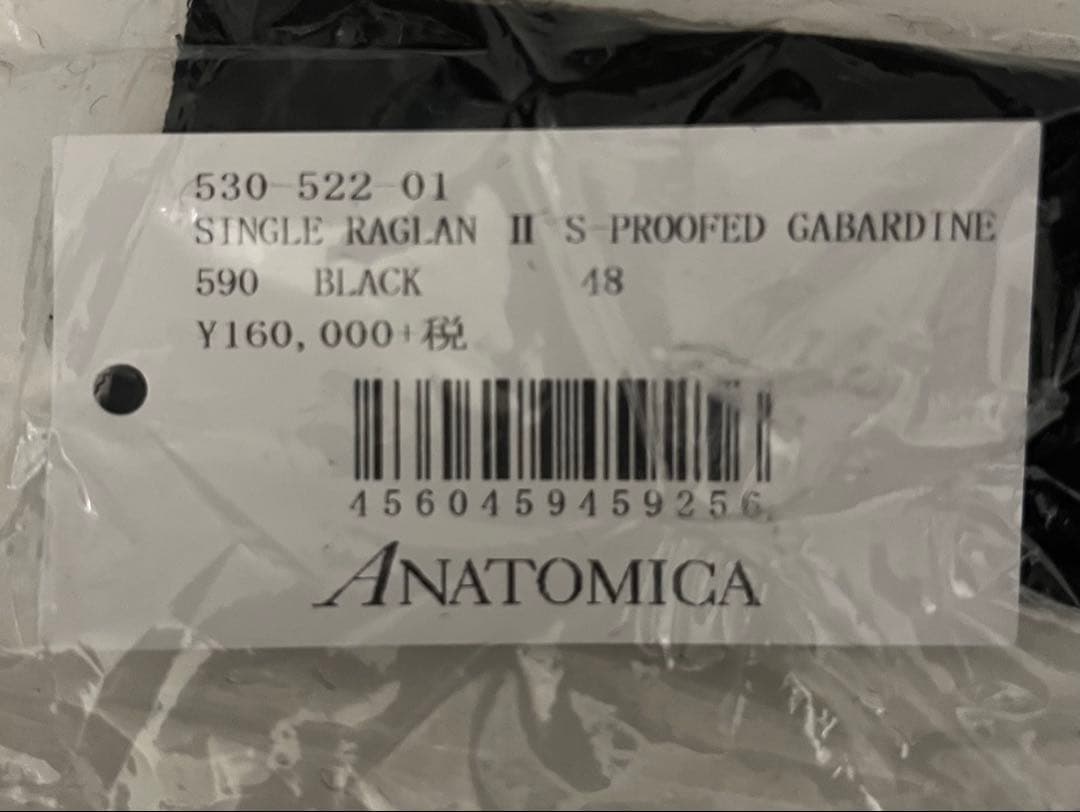 530-522-01
SINGLE RAGLAN Ⅱ S-PROOFED GABARDINE
590 BLACK 48
Y160,000+税
4560459459256
ANATOMICA